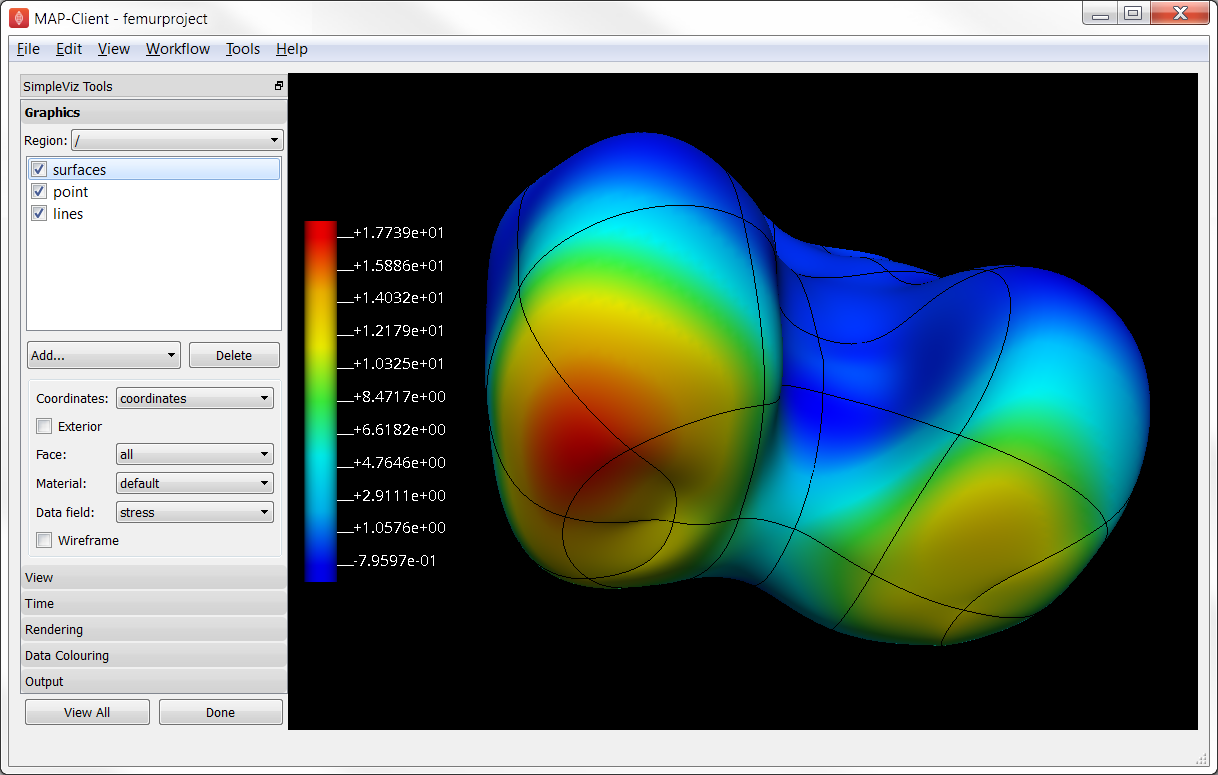 MAP-Client - femurproject
File Edit View Workflow Tools Help
SimpleViz Tools
Graphics
Region: /
surfaces
point
lines
Add... Delete
Coordinates: coordinates
Exterior
Face: all
Material: default
Data field: stress
Wireframe
View
Time
Rendering
Data Colouring
Output
View All Done
+1.7739e+01
+1.5886e+01
+1.4032e+01
+1.2179e+01
+1.0325e+01
+8.4717e+00
+6.6182e+00
+4.7646e+00
+2.9111e+00
+1.0576e+00
-7.9597e-01